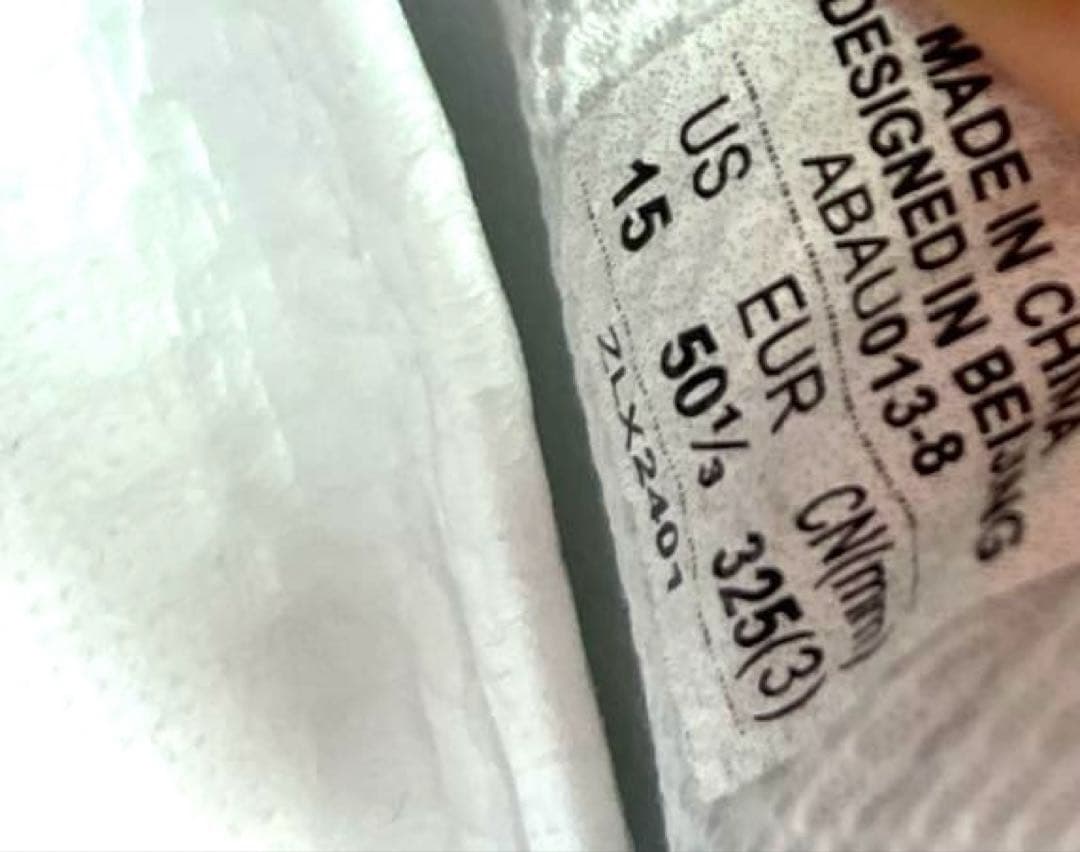 MADE IN CHINA
DESIGNED IN BEIJING
ABAU013-8
US EUR CN(mm)
15 50⅓ 325(3)
ZLX2401